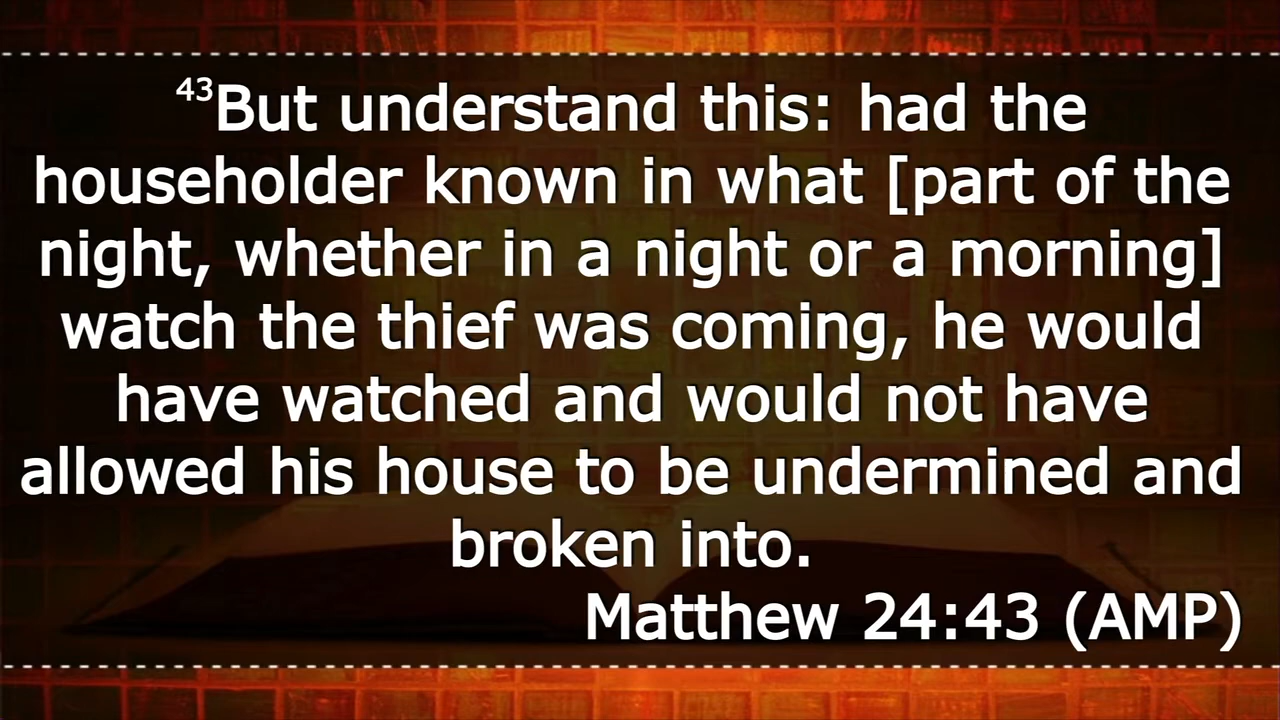 43But understand this: had the
householder known in what [part of the
night, whether in a night or a morning]
watch the thief was coming, he would
have watched and would not have
allowed his house to be undermined and
broken into.
Matthew 24:43 (AMP)